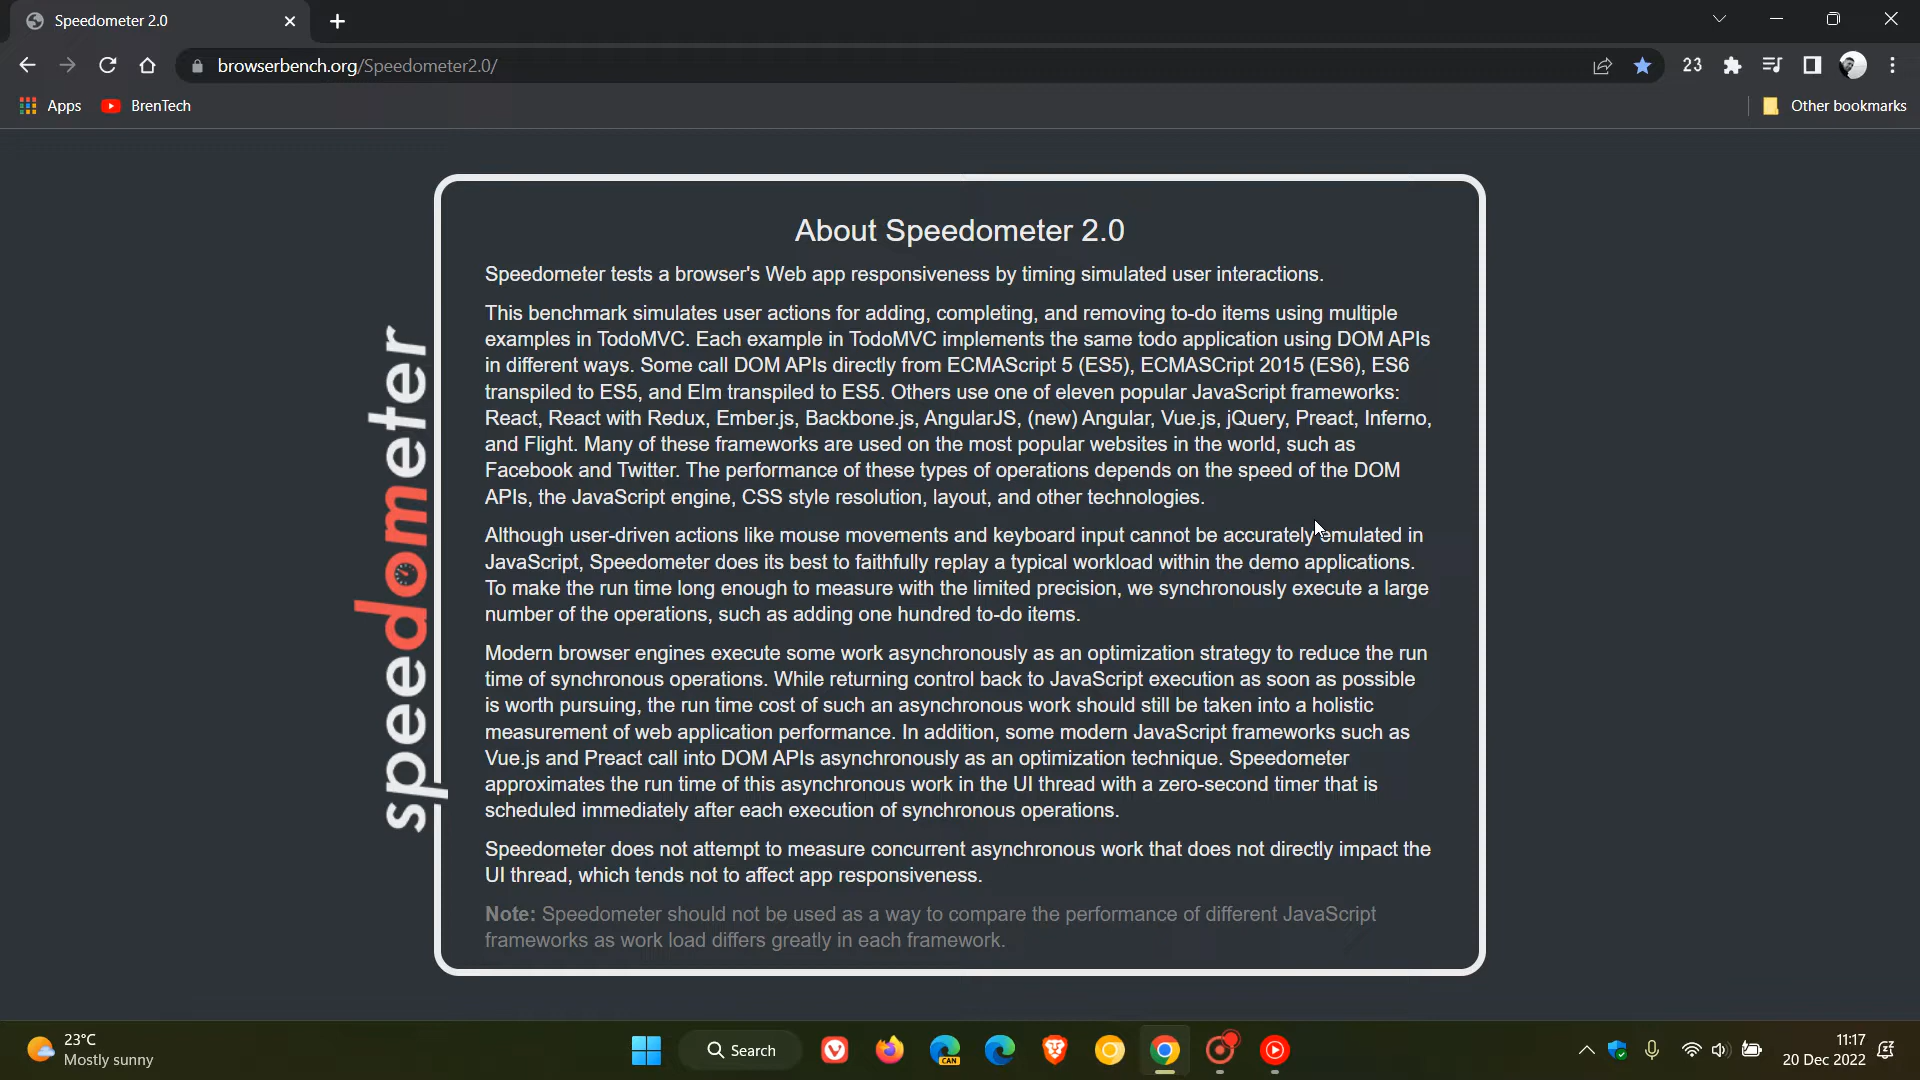 Speedometer 2.0
browserbench.org/Speedometer2.0/
23
Apps
BrenTech
Other bookmarks
speedometer
About Speedometer 2.0
Speedometer tests a browser's Web app responsiveness by timing simulated user interactions.
This benchmark simulates user actions for adding, completing, and removing to-do items using multiple
examples in TodoMVC. Each example in TodoMVC implements the same todo application using DOM APIs
in different ways. Some call DOM APIs directly from ECMAScript 5 (ES5), ECMASCript 2015 (ES6), ES6
transpiled to ES5, and Elm transpiled to ES5. Others use one of eleven popular JavaScript frameworks:
React, React with Redux, Ember.js, Backbone.js, AngularJS, (new) Angular, Vue.js, jQuery, Preact, Inferno,
and Flight. Many of these frameworks are used on the most popular websites in the world, such as
Facebook and Twitter. The performance of these types of operations depends on the speed of the DOM
APIs, the JavaScript engine, CSS style resolution, layout, and other technologies.
Although user-driven actions like mouse movements and keyboard input cannot be accurately emulated in
JavaScript, Speedometer does its best to faithfully replay a typical workload within the demo applications.
To make the run time long enough to measure with the limited precision, we synchronously execute a large
number of the operations, such as adding one hundred to-do items.
Modern browser engines execute some work asynchronously as an optimization strategy to reduce the run
time of synchronous operations. While returning control back to JavaScript execution as soon as possible
is worth pursuing, the run time cost of such an asynchronous work should still be taken into a holistic
measurement of web application performance. In addition, some modern JavaScript frameworks such as
Vue.js and Preact call into DOM APIs asynchronously as an optimization technique. Speedometer
approximates the run time of this asynchronous work in the UI thread with a zero-second timer that is
scheduled immediately after each execution of synchronous operations.
Speedometer does not attempt to measure concurrent asynchronous work that does not directly impact the
UI thread, which tends not to affect app responsiveness.
Note: Speedometer should not be used as a way to compare the performance of different JavaScript
frameworks as work load differs greatly in each framework.
23°C
Mostly sunny
Search
CAN
11:17
20 Dec 2022